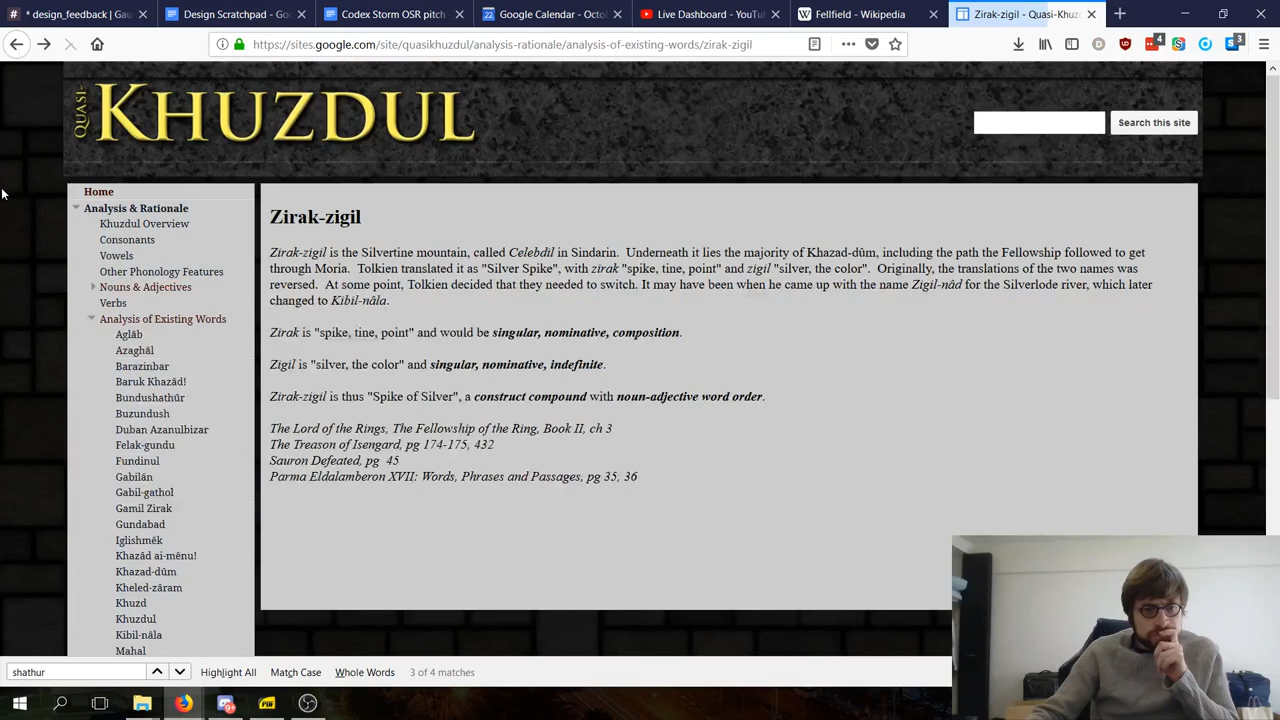 * design_feedback | Gau
Design Scratchpad - Go
Codex Storm OSR pitch
Google Calendar - Octo
Live Dashboard - YouT
Fellfield - Wikipedia
Zirak-zigil - Quasi-Khuz
https://sites.google.com/site/quasikhuzdul/analysis-rationale/analysis-of-existing-words/zirak-zigil
4
3
QUASI-
KHUZDUL
Search this site
Home
Analysis & Rationale
Khuzdul Overview
Consonants
Vowels
Other Phonology Features
Nouns & Adjectives
Verbs
Analysis of Existing Words
Aglâb
Azaghâl
Barazinbar
Baruk Khazâd!
Bundushathûr
Buzundush
Duban Azanulbizar
Felak-gundu
Fundinul
Gabilân
Gabil-gathol
Gamil Zirak
Gundabad
Iglishmêk
Khazâd ai-mênu!
Khazad-dûm
Kheled-zâram
Khuzd
Khuzdul
Kibil-nâla
Mahal
Zirak-zigil
Zirak-zigil is the Silvertine mountain, called Celebdil in Sindarin. Underneath it lies the majority of Khazad-dûm, including the path the Fellowship followed to get
through Moria. Tolkien translated it as "Silver Spike", with zirak "spike, tine, point" and zigil "silver, the color". Originally, the translations of the two names was
reversed. At some point, Tolkien decided that they needed to switch. It may have been when he came up with the name Zigil-nâd for the Silverlode river, which later
changed to Kibil-nâla.
Zirak is "spike, tine, point" and would be singular, nominative, composition.
Zigil is "silver, the color" and singular, nominative, indefinite.
Zirak-zigil is thus "Spike of Silver", a construct compound with noun-adjective word order.
The Lord of the Rings, The Fellowship of the Ring, Book II, ch 3
The Treason of Isengard, pg 174-175, 432
Sauron Defeated, pg 45
Parma Eldalamberon XVII: Words, Phrases and Passages, pg 35, 36
shathur
Highlight All
Match Case
Whole Words
3 of 4 matches